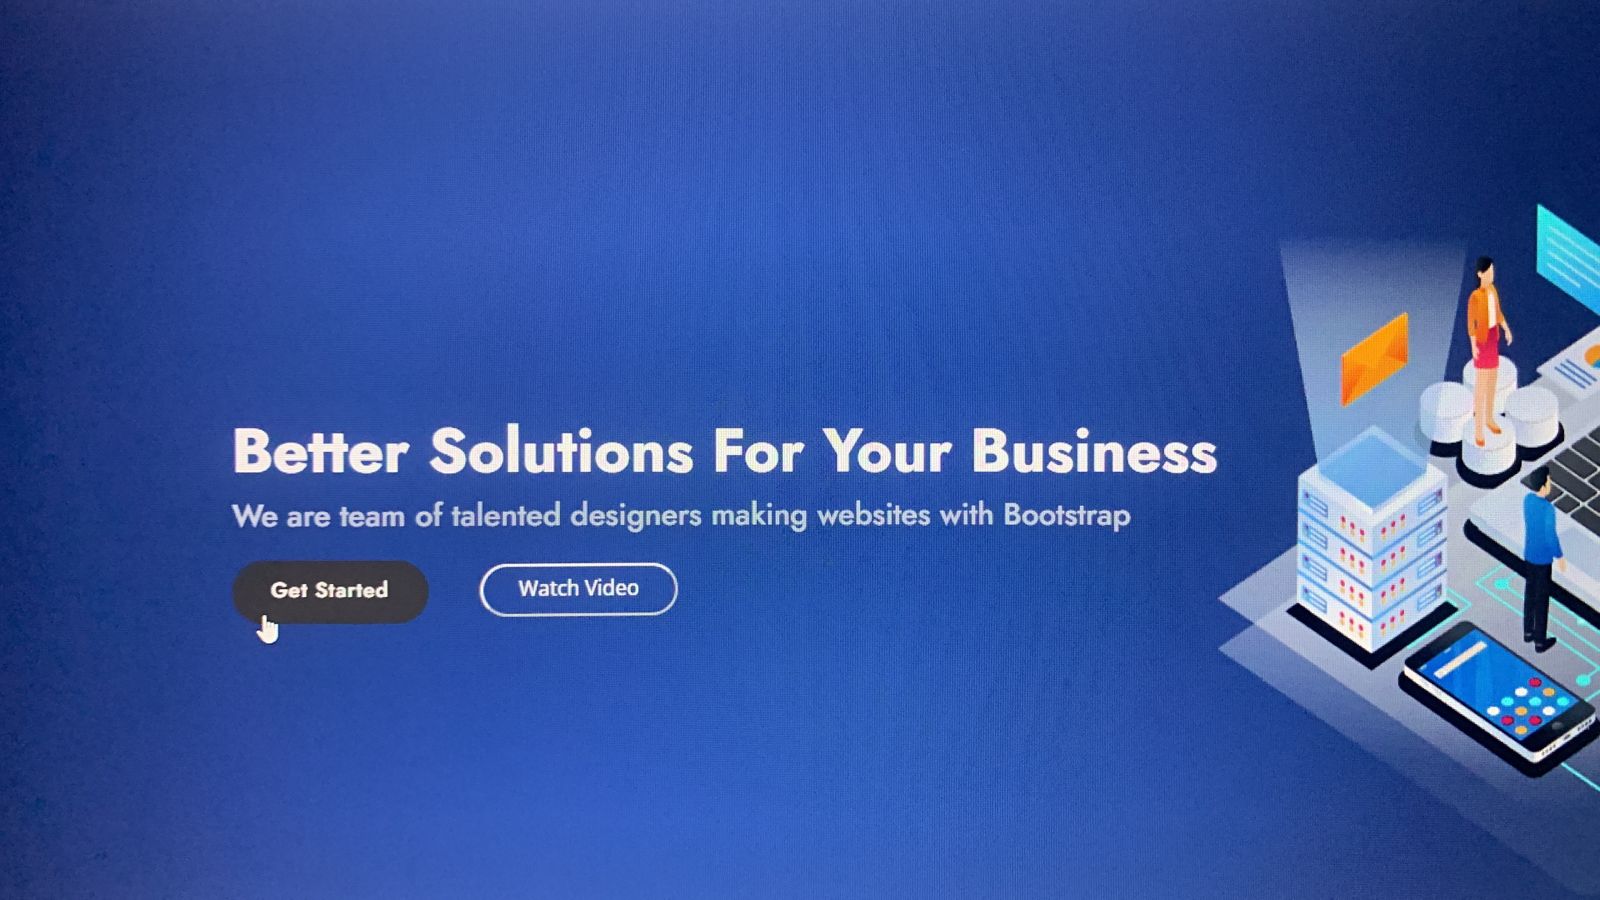 Better Solutions For Your Business
We are team of talented designers making websites with Bootstrap
Get Started
Watch Video